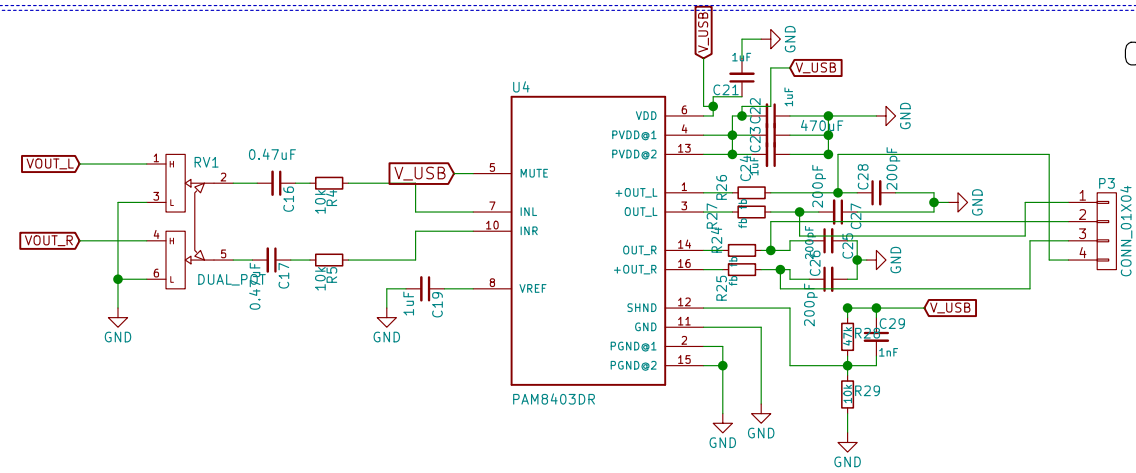 V_USB
GND
1uF
C21
V_USB
1uF
U4
VDD 6
C22
470uF
GND
PVDD@1 4
C23
PVDD@2 13
C24
1uF
VOUT_L
1 H
RV1
0.47uF
2
C16
10k
R4
V_USB
5 MUTE
3 L
7 INL
10 INR
+OUT_L 1
R26
200pF
C28
200pF
GND
OUT_L 3
R27
fb
C27
P3
1
2
3
4
CONN_01X04
VOUT_R
4 H
5
6 L
DUAL_POT
0.47uF
C17
10k
R5
OUT_R 14
R24
fb
200pF
C25
GND
+OUT_R 16
R25
fb
C26
200pF
GND
1uF
C19
GND
8 VREF
SHND 12
V_USB
GND 11
47k
R28
C29
1nF
PGND@1 2
PGND@2 15
10k
R29
PAM8403DR
GND
GND
GND